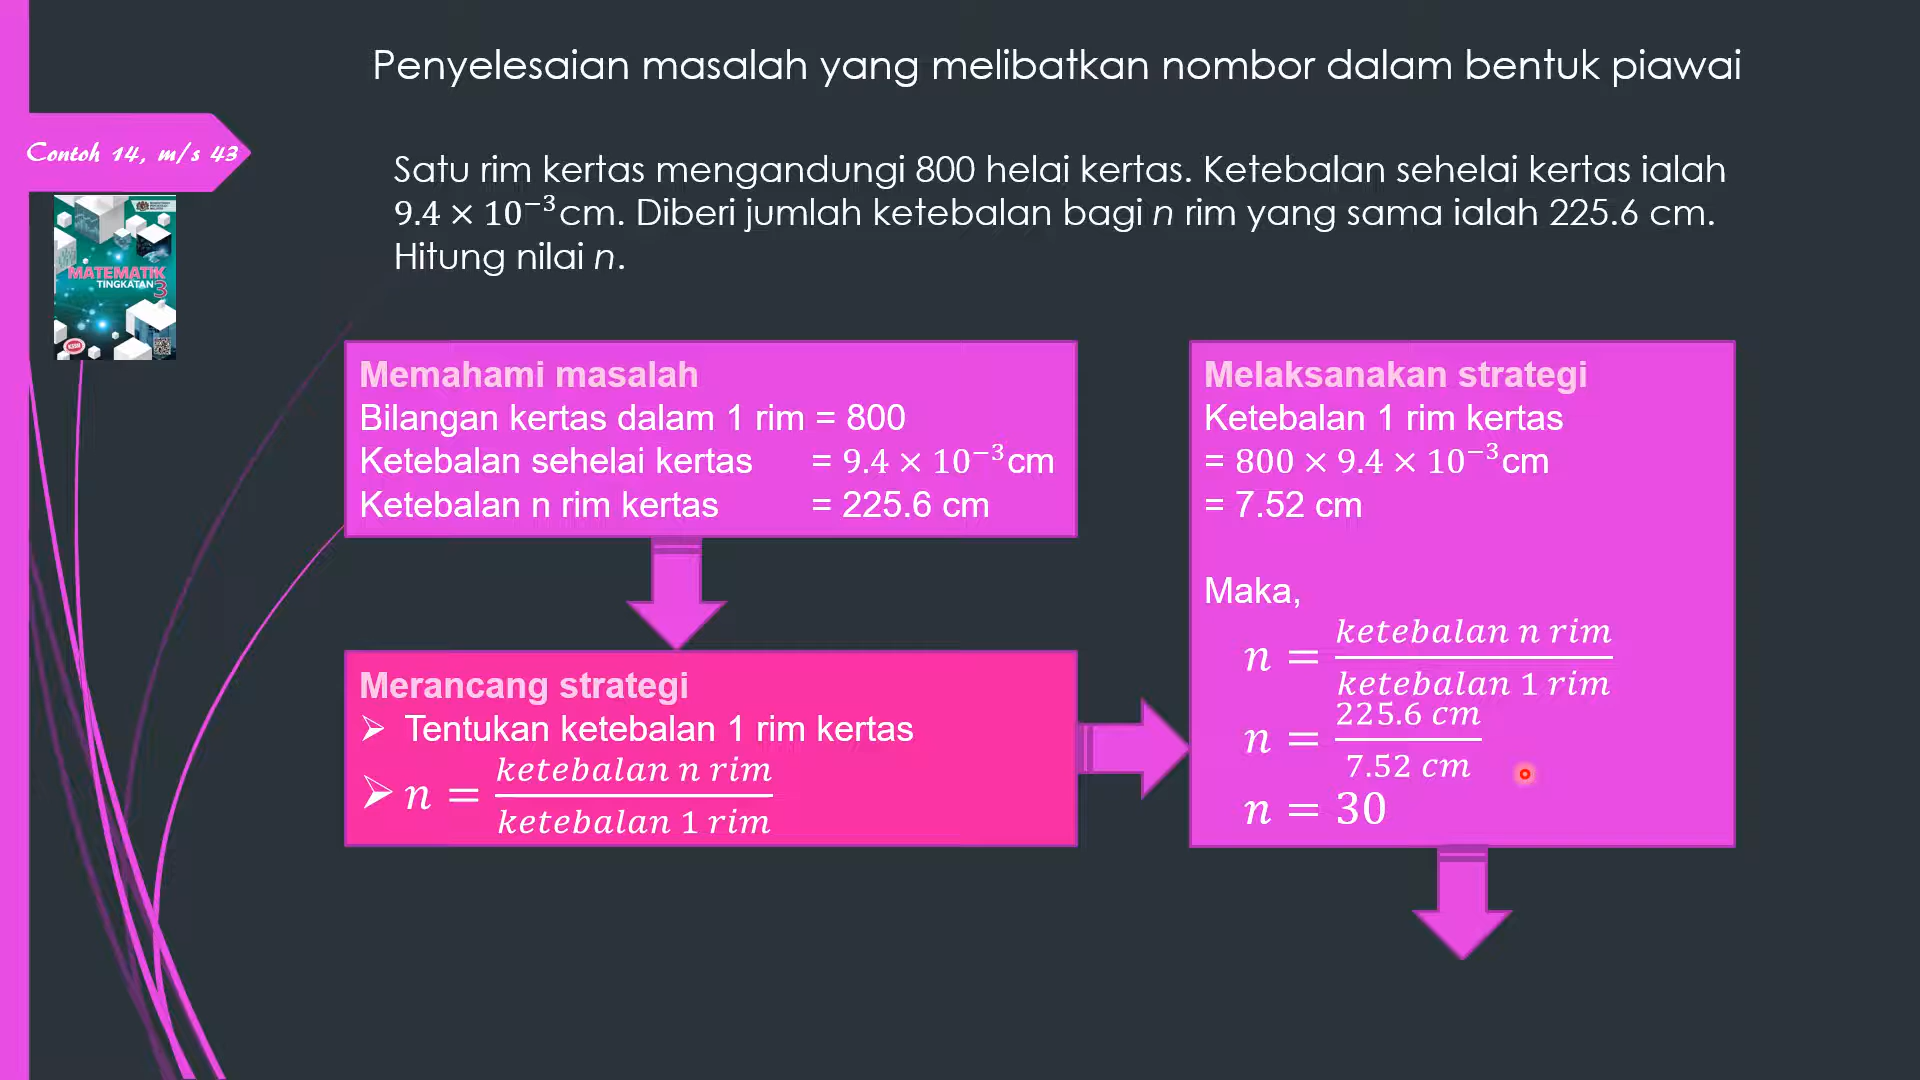 Penyelesaian masalah yang melibatkan nombor dalam bentuk piawai
Contoh 14, m/s 43
MATEMATIK
TINGKATAN 3
Satu rim kertas mengandungi 800 helai kertas. Ketebalan sehelai kertas ialah
9.4 × 10⁻³cm. Diberi jumlah ketebalan bagi n rim yang sama ialah 225.6 cm.
Hitung nilai n.
Memahami masalah
Bilangan kertas dalam 1 rim = 800
Ketebalan sehelai kertas = 9.4 × 10⁻³cm
Ketebalan n rim kertas = 225.6 cm
Merancang strategi
➢ Tentukan ketebalan 1 rim kertas
➢ n = ketebalan n rim / ketebalan 1 rim
Melaksanakan strategi
Ketebalan 1 rim kertas
= 800 × 9.4 × 10⁻³cm
= 7.52 cm
Maka,
n = ketebalan n rim / ketebalan 1 rim
n = 225.6 cm / 7.52 cm
n = 30